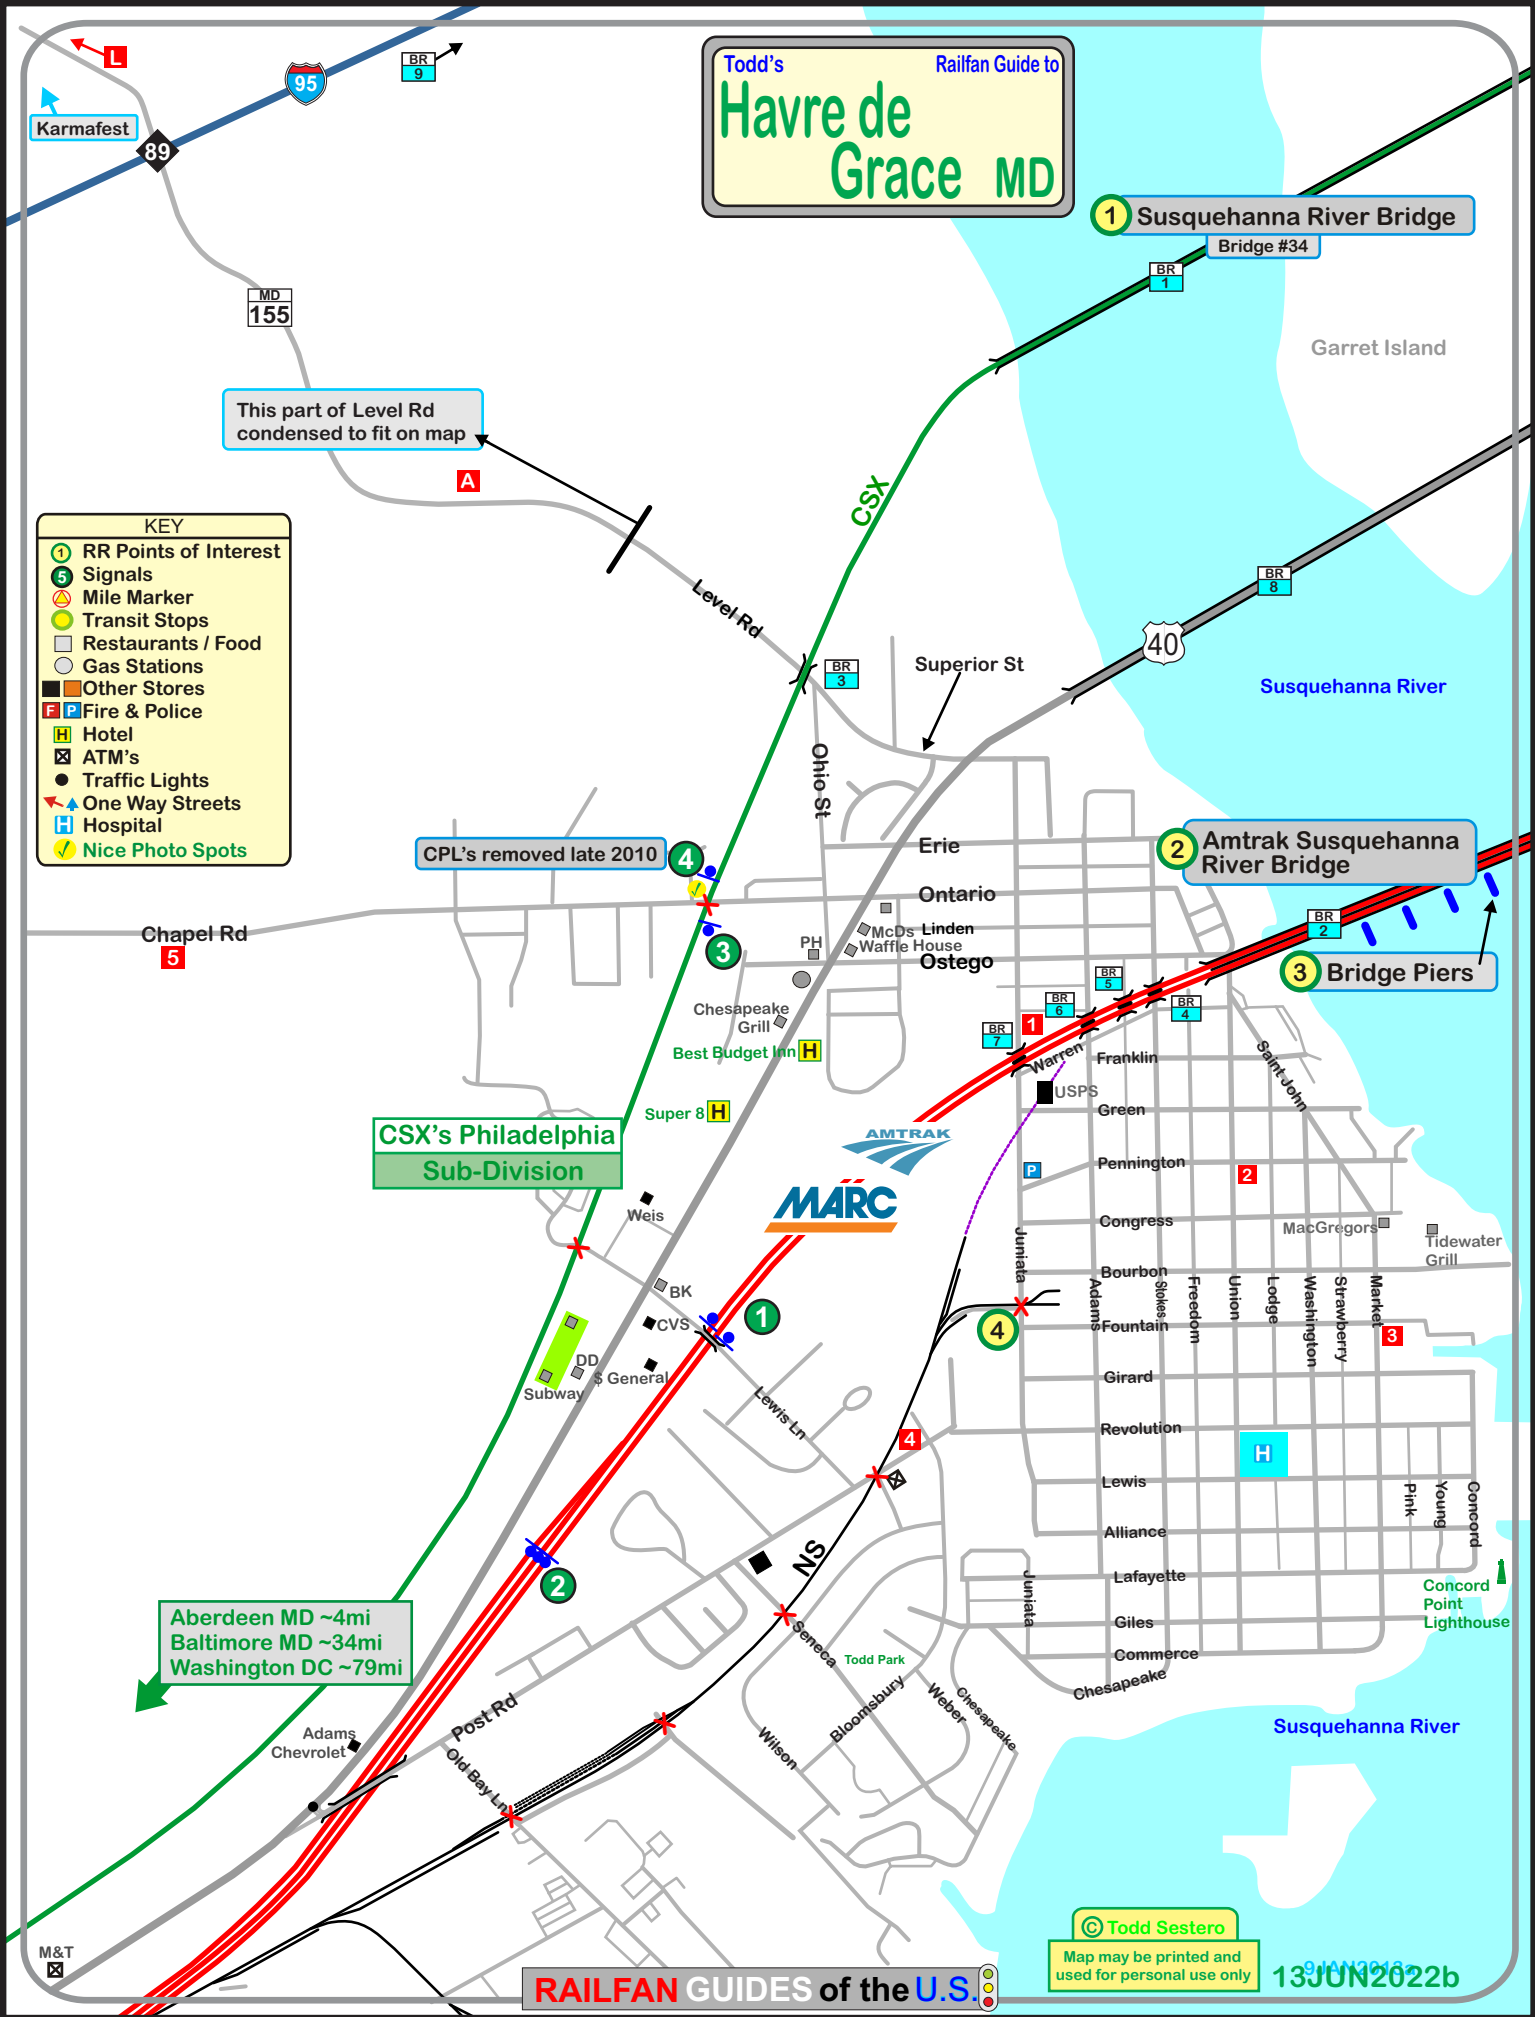 L
BR
9
95
Karmafest
89
Todd's
Railfan Guide to
Havre de
Grace MD
1
Susquehanna River Bridge
Bridge #34
BR
1
MD
155
Garret Island
This part of Level Rd
condensed to fit on map
A
CSX
KEY
1 RR Points of Interest
5 Signals
Mile Marker
Transit Stops
Restaurants / Food
Gas Stations
Other Stores
F P Fire & Police
H Hotel
ATM's
Traffic Lights
One Way Streets
H Hospital
Nice Photo Spots
BR
8
Level Rd
40
BR
3
Superior St
Susquehanna River
Ohio St
CPL's removed late 2010
4
Erie
2
Amtrak Susquehanna
River Bridge
Ontario
Chapel Rd
5
3
PH
McDs
Linden
Waffle House
Ostego
BR
2
3
Bridge Piers
BR
5
BR
6
BR
4
BR
7
1
Chesapeake
Grill
Best Budget Inn H
Warren
Franklin
Saint John
USPS
Super 8 H
Green
CSX's Philadelphia
Sub-Division
AMTRAK
MARC
P
Pennington
2
Weis
Congress
MacGregors
Tidewater
Grill
Juniata
Bourbon
Adams
Stokes
Freedom
Union
Lodge
Washington
Strawberry
Market
BK
CVS
1
4
Fountain
3
DD
$ General
Subway
Girard
Lewis Ln
Revolution
4
H
Lewis
Pink
Young
Concord
Alliance
NS
2
Lafayette
Juniata
Concord
Point
Lighthouse
Aberdeen MD ~4mi
Baltimore MD ~34mi
Washington DC ~79mi
Seneca
Giles
Todd Park
Commerce
Chesapeake
Bloomsbury
Weber
Chesapeake
Post Rd
Wilson
Susquehanna River
Adams
Chevrolet
Old Bay Ln
M&T
© Todd Sestero
Map may be printed and
used for personal use only
13JUN2022b
RAILFAN GUIDES of the U.S.